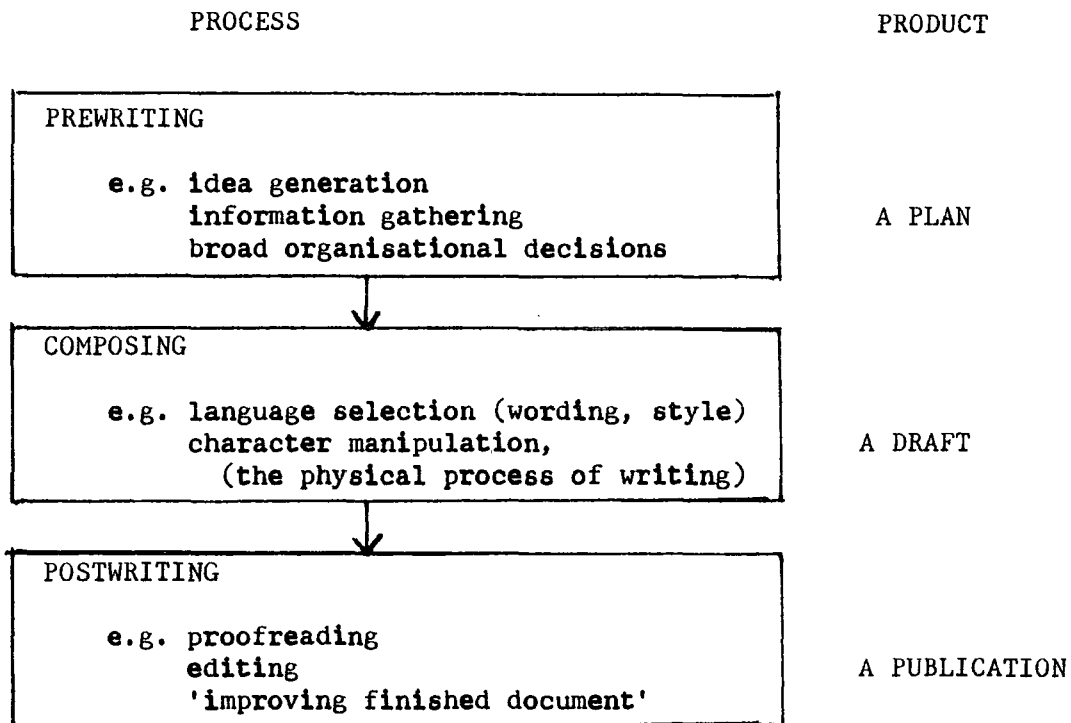 PROCESS PRODUCT
PREWRITING
e.g. idea generation
information gathering
broad organisational decisions
A PLAN
COMPOSING
e.g. language selection (wording, style)
character manipulation,
(the physical process of writing)
A DRAFT
POSTWRITING
e.g. proofreading
editing
'improving finished document'
A PUBLICATION